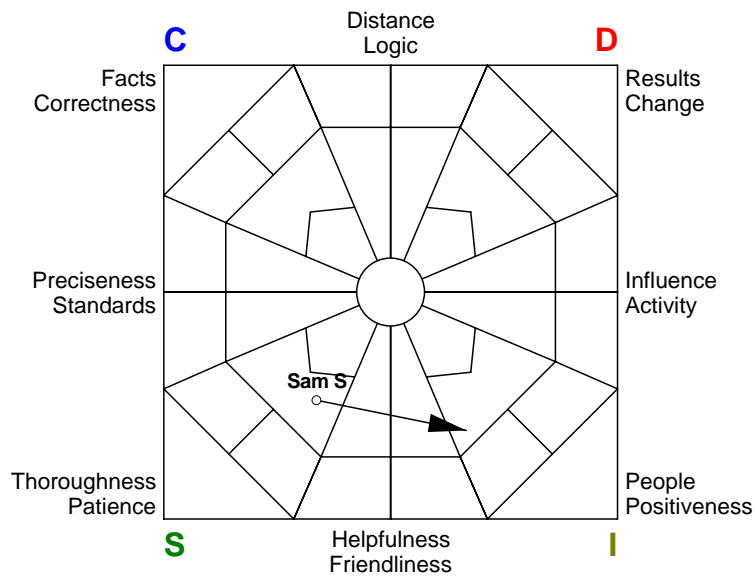 C
Distance
Logic
D
Facts
Correctness
Results
Change
Preciseness
Standards
Influence
Activity
Sam S
Thoroughness
Patience
People
Positiveness
S
Helpfulness
Friendliness
I